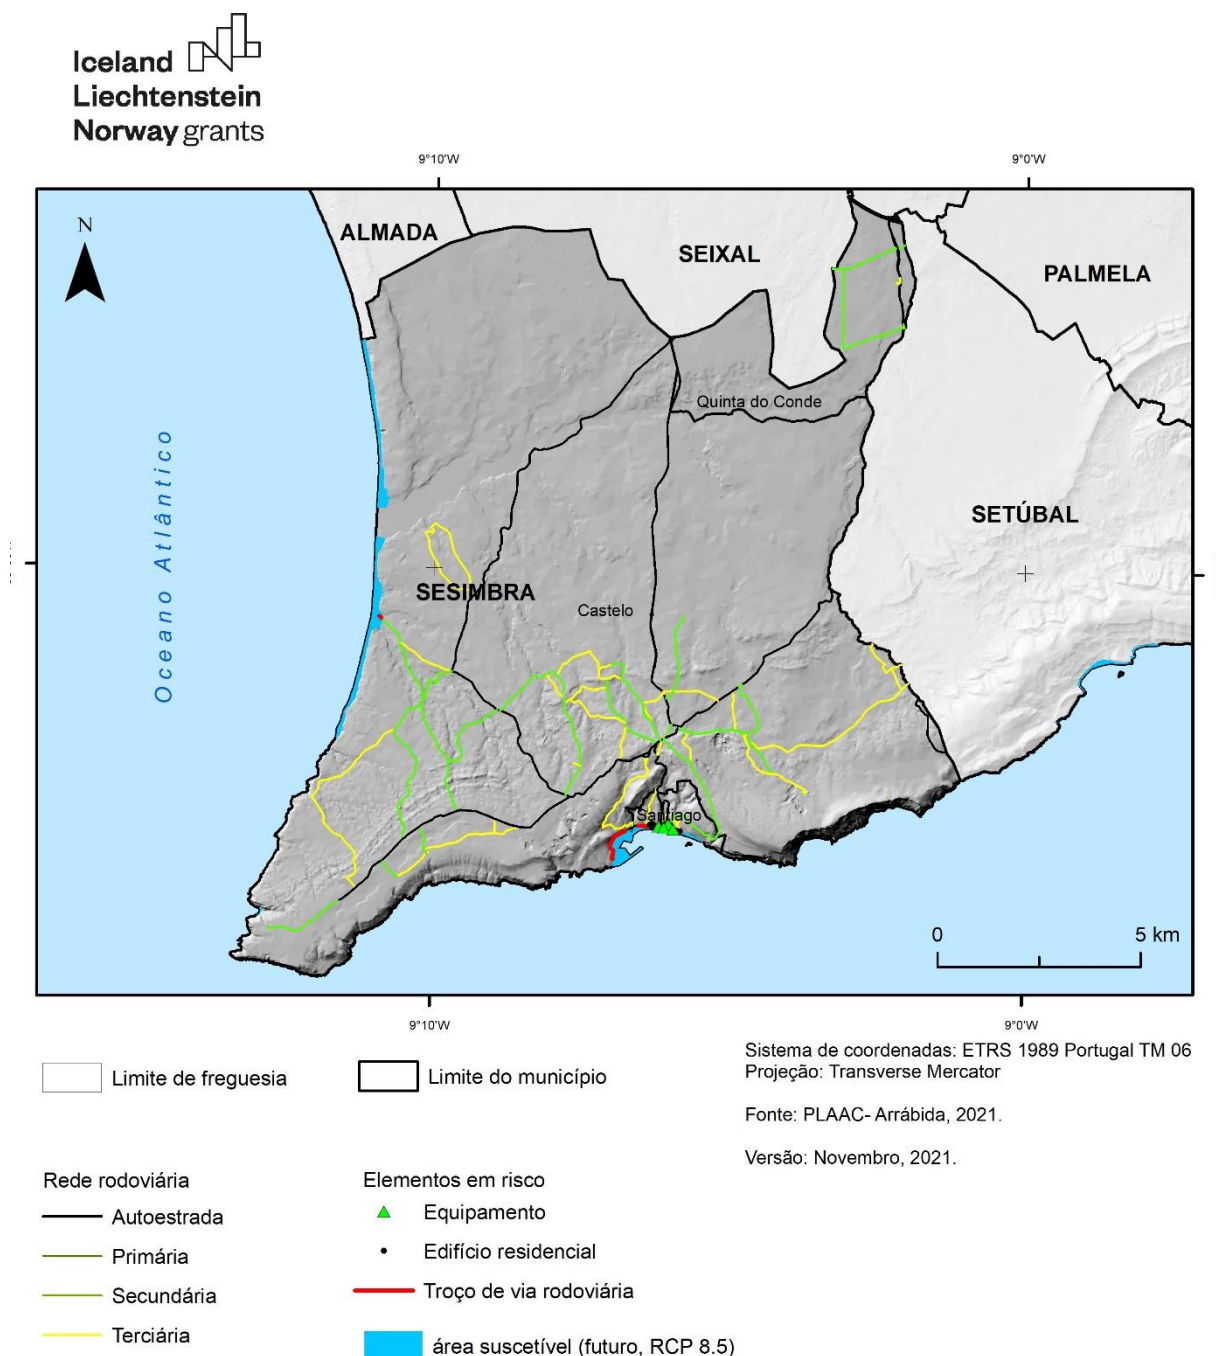 Iceland
Liechtenstein
Norway grants
9°10'W
9°0'W
N
ALMADA
SEIXAL
PALMELA
Quinta do Conde
Oceano Atlântico
SETÚBAL
SESIMBRA
Castelo
Santiago
0
5 km
9°10'W
9°0'W
Limite de freguesia
Limite do município
Sistema de coordenadas: ETRS 1989 Portugal TM 06
Projeção: Transverse Mercator
Fonte: PLAAC- Arrábida, 2021.
Versão: Novembro, 2021.
Rede rodoviária
Autoestrada
Primária
Secundária
Terciária
Elementos em risco
Equipamento
Edifício residencial
Troço de via rodoviária
área suscetível (futuro, RCP 8.5)